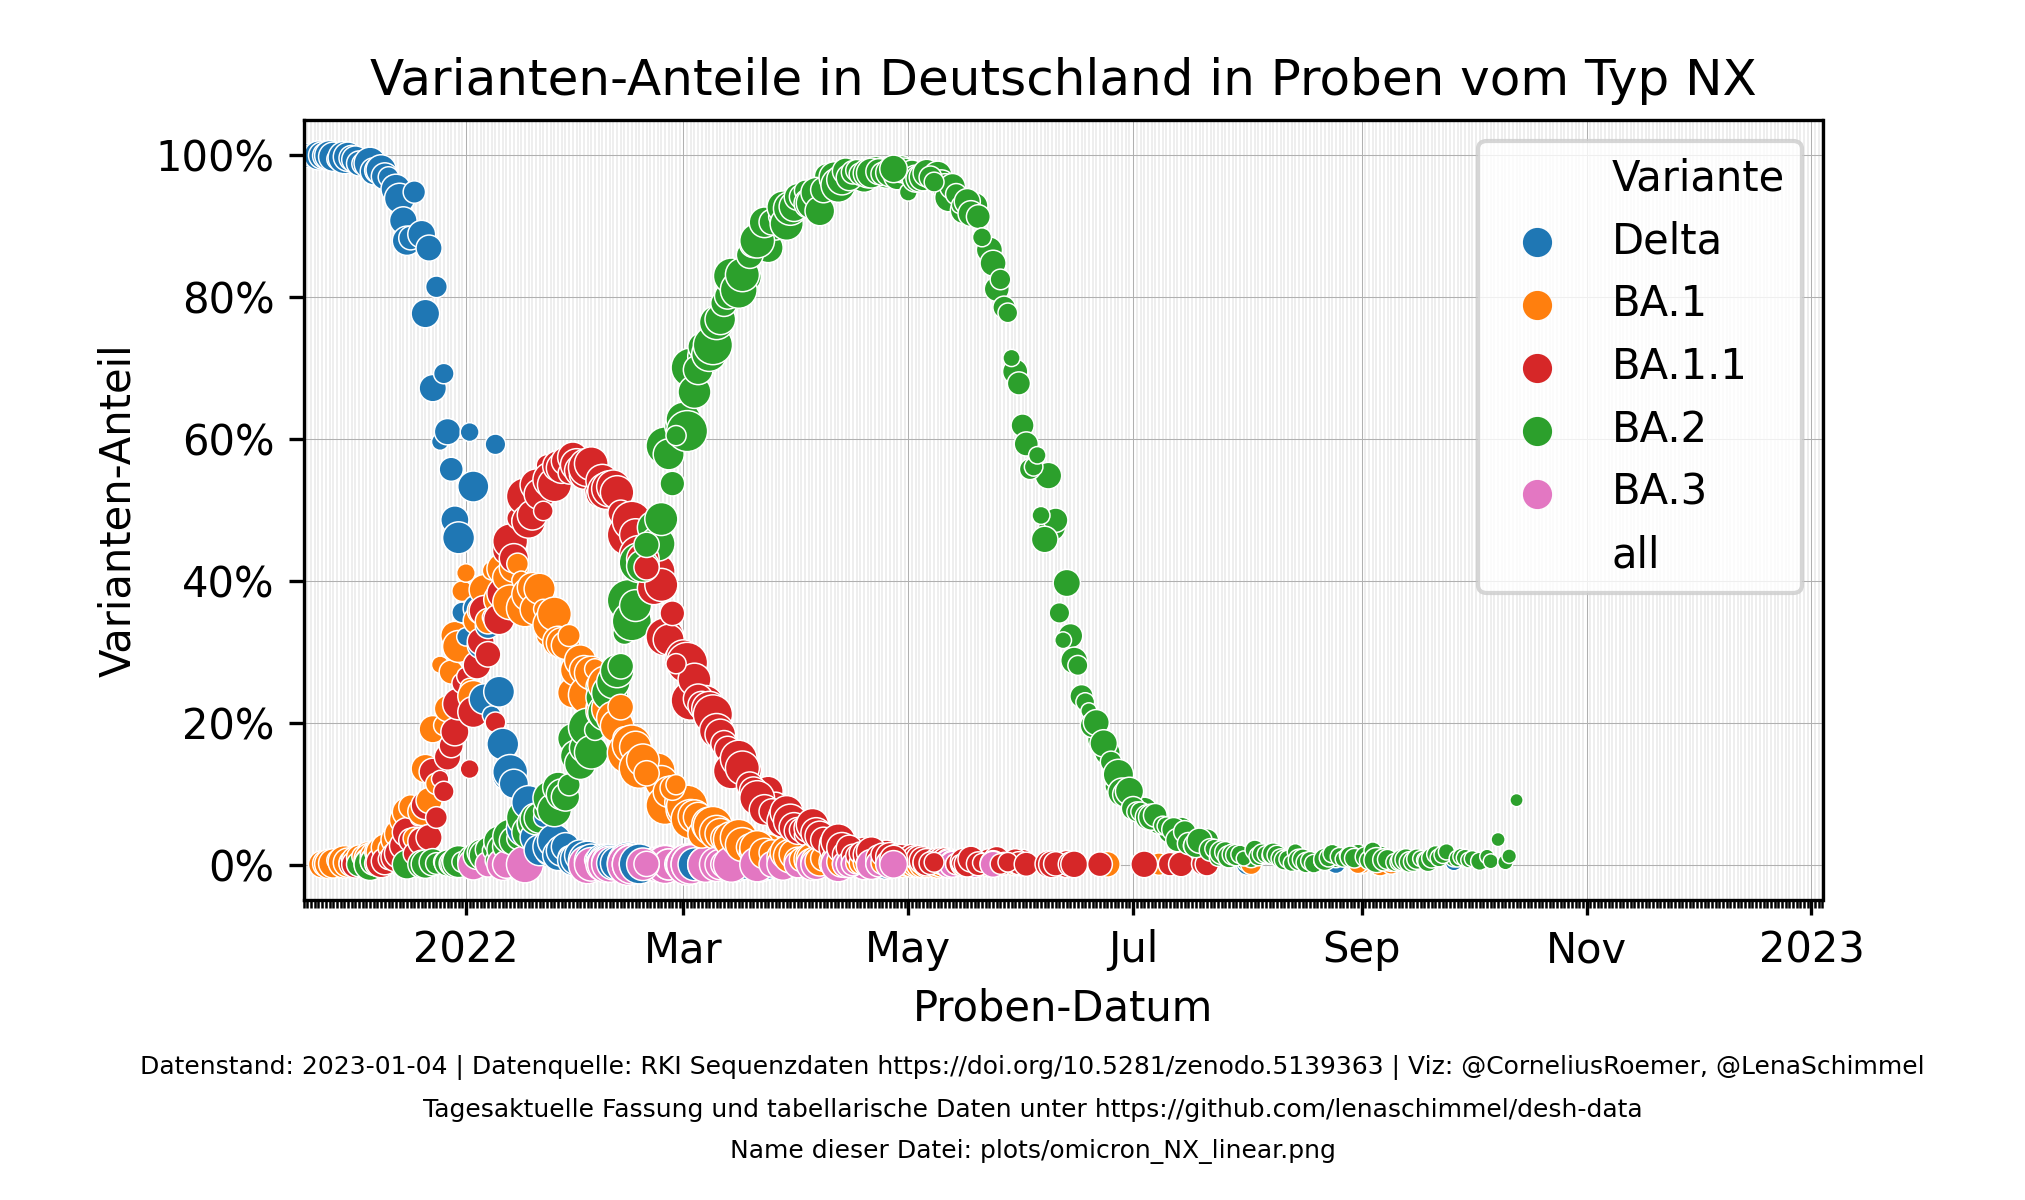 Varianten-Anteile in Deutschland in Proben vom Typ NX
100%
80%
60%
40%
20%
0%
Varianten-Anteil
Variante
Delta
BA.1
BA.1.1
BA.2
BA.3
all
2022
Mar
May
Jul
Sep
Nov
2023
Proben-Datum
Datenstand: 2023-01-04 | Datenquelle: RKI Sequenzdaten https://doi.org/10.5281/zenodo.5139363 | Viz: @CorneliusRoemer, @LenaSchimmel
Tagesaktuelle Fassung und tabellarische Daten unter https://github.com/lenaschimmel/desh-data
Name dieser Datei: plots/omicron_NX_linear.png